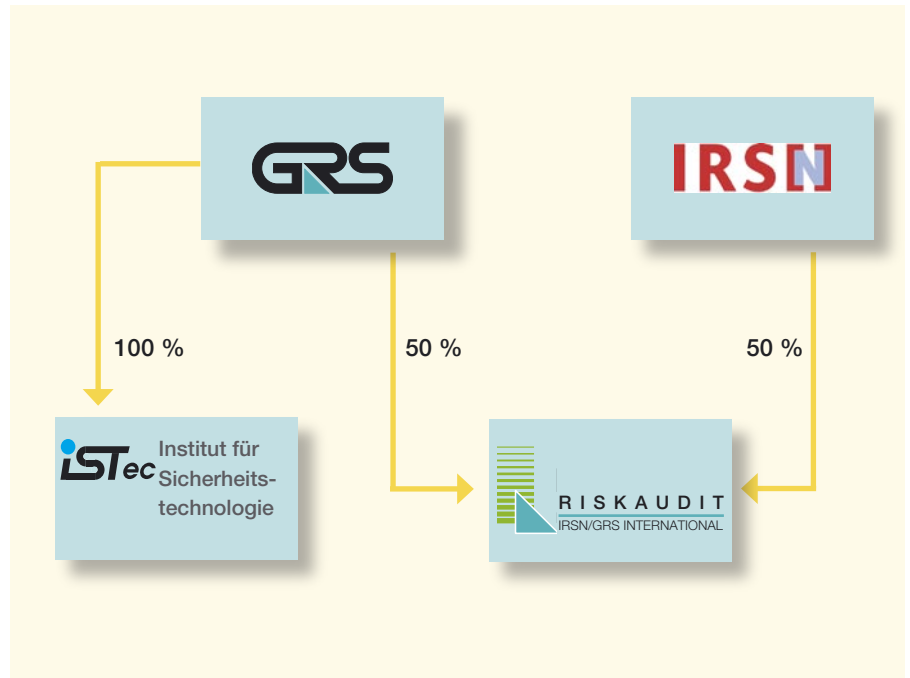 GRS
IRSN
100 %
50 %
50 %
iSTec
Institut für
Sicherheits-
technologie
RISKAUDIT
IRSN/GRS INTERNATIONAL